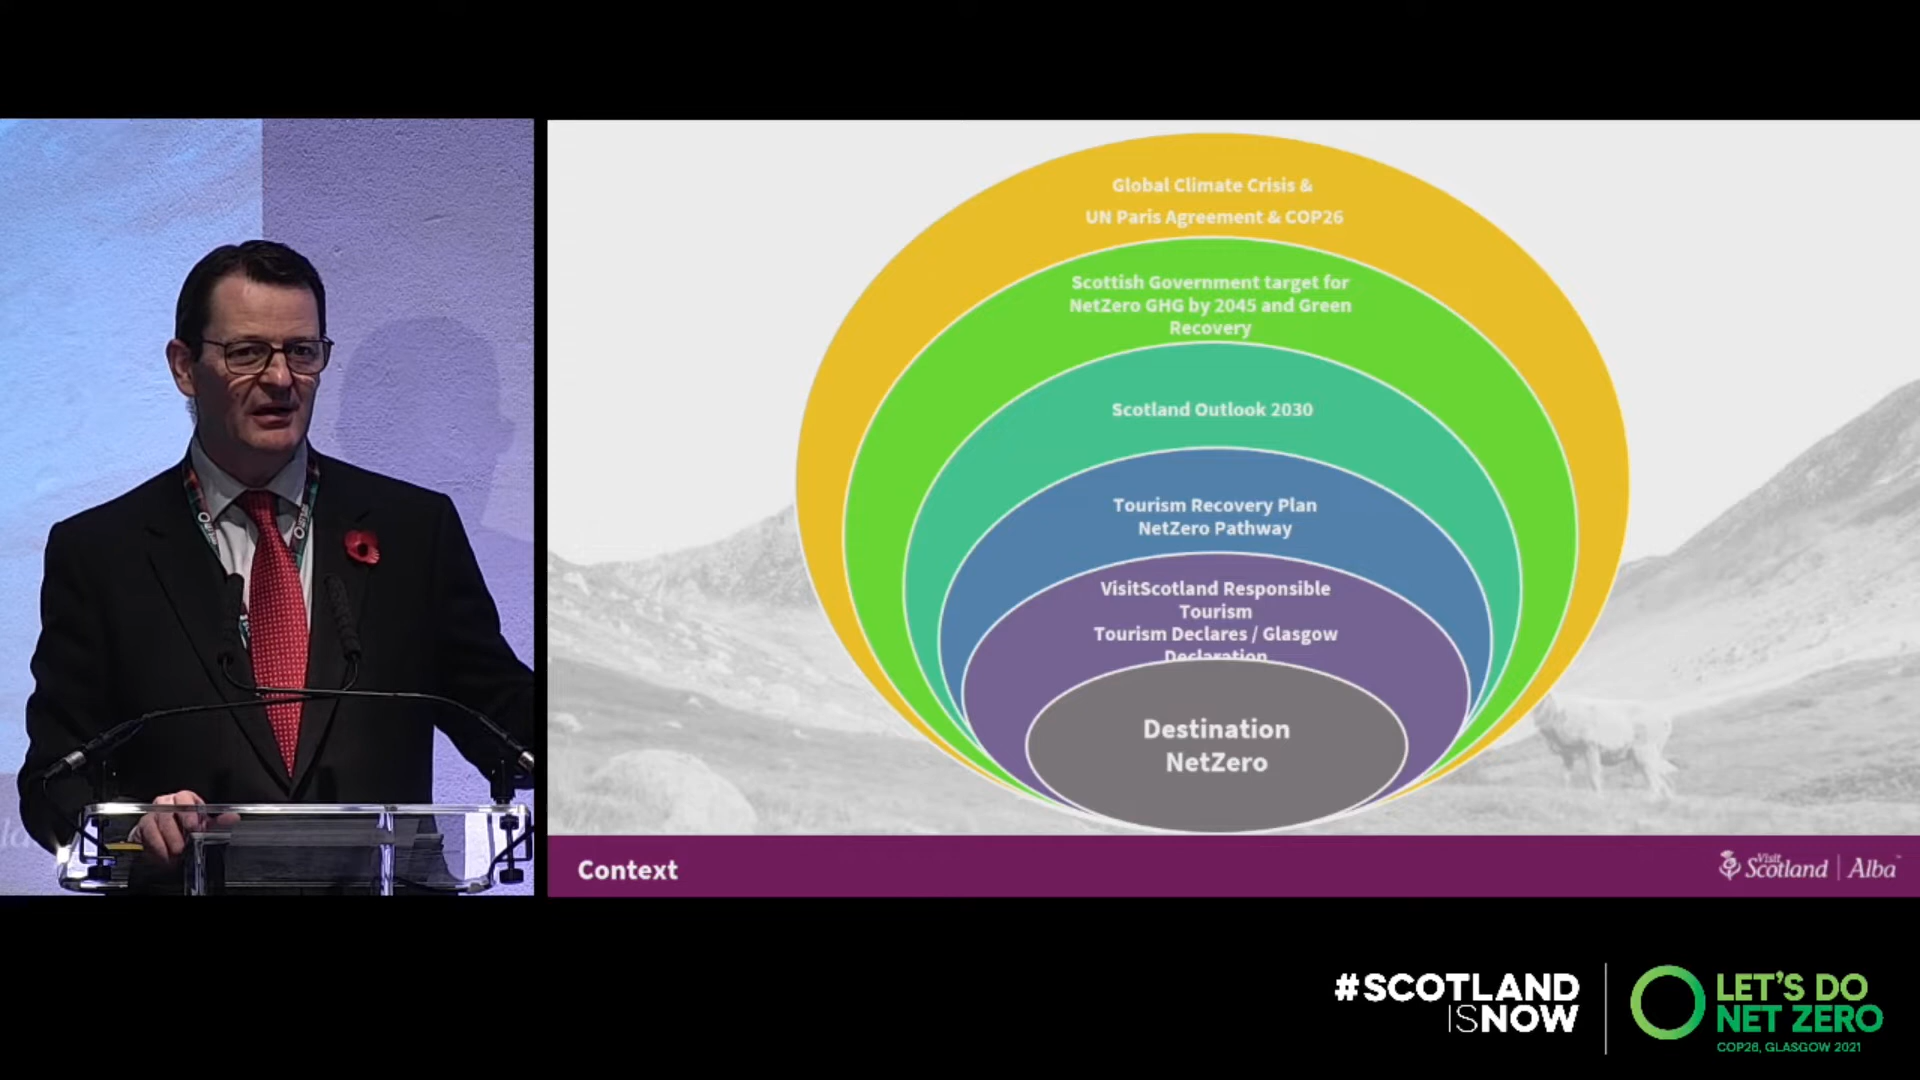 Global Climate Crisis &
UN Paris Agreement & COP26
Scottish Government target for
NetZero GHG by 2045 and Green
Recovery
Scotland Outlook 2030
Tourism Recovery Plan
NetZero Pathway
VisitScotland Responsible
Tourism
Tourism Declares / Glasgow
Declaration
Destination
NetZero
Context
Visit
Scotland | Alba
#SCOTLAND
ISNOW
LET'S DO
NET ZERO
COP26, GLASGOW 2021